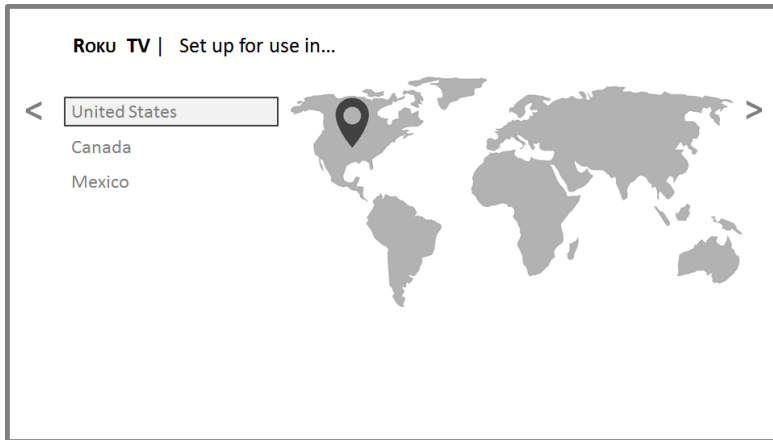 Roku TV | Set up for use in...
< United States >
Canada
Mexico